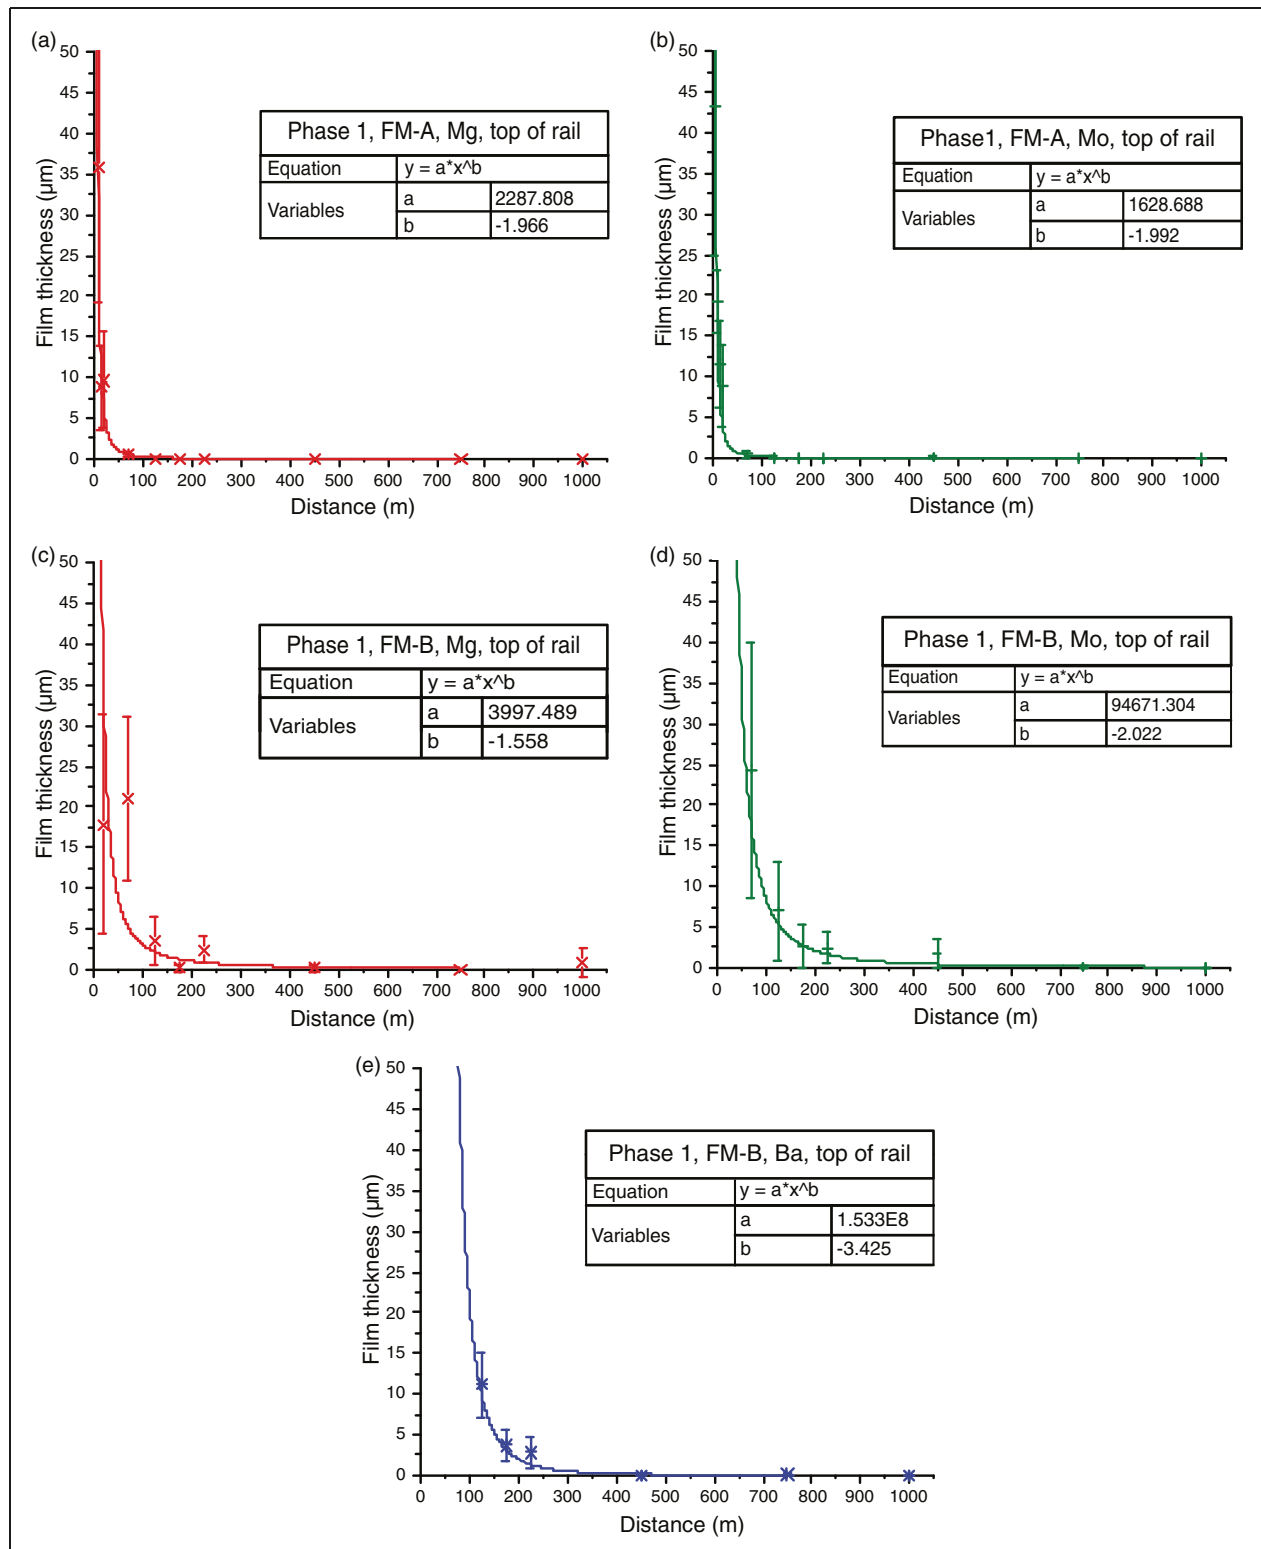 (a)
50
45
40
35
30
25
20
15
10
5
0
Film thickness (µm)
Phase 1, FM-A, Mg, top of rail
Equation y = a*x^b
Variables a 2287.808
b -1.966
0 100 200 300 400 500 600 700 800 900 1000
Distance (m)
(b)
50
45
40
35
30
25
20
15
10
5
0
Film thickness (µm)
Phase1, FM-A, Mo, top of rail
Equation y = a*x^b
Variables a 1628.688
b -1.992
0 100 200 300 400 500 600 700 800 900 1000
Distance (m)
(c)
50
45
40
35
30
25
20
15
10
5
0
Film thickness (µm)
Phase 1, FM-B, Mg, top of rail
Equation y = a*x^b
Variables a 3997.489
b -1.558
0 100 200 300 400 500 600 700 800 900 1000
Distance (m)
(d)
50
45
40
35
30
25
20
15
10
5
0
Film thickness (µm)
Phase 1, FM-B, Mo, top of rail
Equation y = a*x^b
Variables a 94671.304
b -2.022
0 100 200 300 400 500 600 700 800 900 1000
Distance (m)
(e)
50
45
40
35
30
25
20
15
10
5
0
Film thickness (µm)
Phase 1, FM-B, Ba, top of rail
Equation y = a*x^b
Variables a 1.533E8
b -3.425
0 100 200 300 400 500 600 700 800 900 1000
Distance (m)